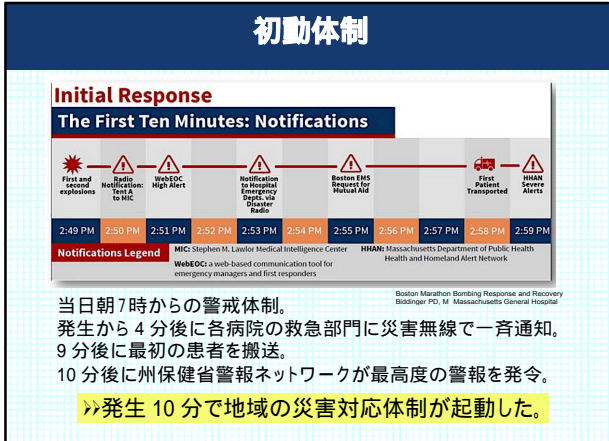 初動体制
Initial Response
The First Ten Minutes: Notifications
First and
second
explosions
Radio
Notification:
Tent A
to MIC
WebEOC
High Alert
Notification
to Hospital
Emergency
Depts. via
Disaster
Radio
Boston EMS
Request for
Mutual Aid
First
Patient
Transported
HHAN
Severe
Alerts
2:49 PM 2:50 PM 2:51 PM 2:52 PM 2:53 PM 2:54 PM 2:55 PM 2:56 PM 2:57 PM 2:58 PM 2:59 PM
Notifications Legend
MIC: Stephen M. Lawlor Medical Intelligence Center
WebEOC: a web-based communication tool for
emergency managers and first responders
HHAN: Massachusetts Department of Public Health
Health and Homeland Alert Network
Boston Marathon Bombing Response and Recovery
Biddinger PD, M Massachusetts General Hospital
当日朝7時からの警戒体制。
発生から4分後に各病院の救急部門に災害無線で一斉通知。
9分後に最初の患者を搬送。
10分後に州保健省警報ネットワークが最高度の警報を発令。
»発生10分で地域の災害対応体制が起動した。